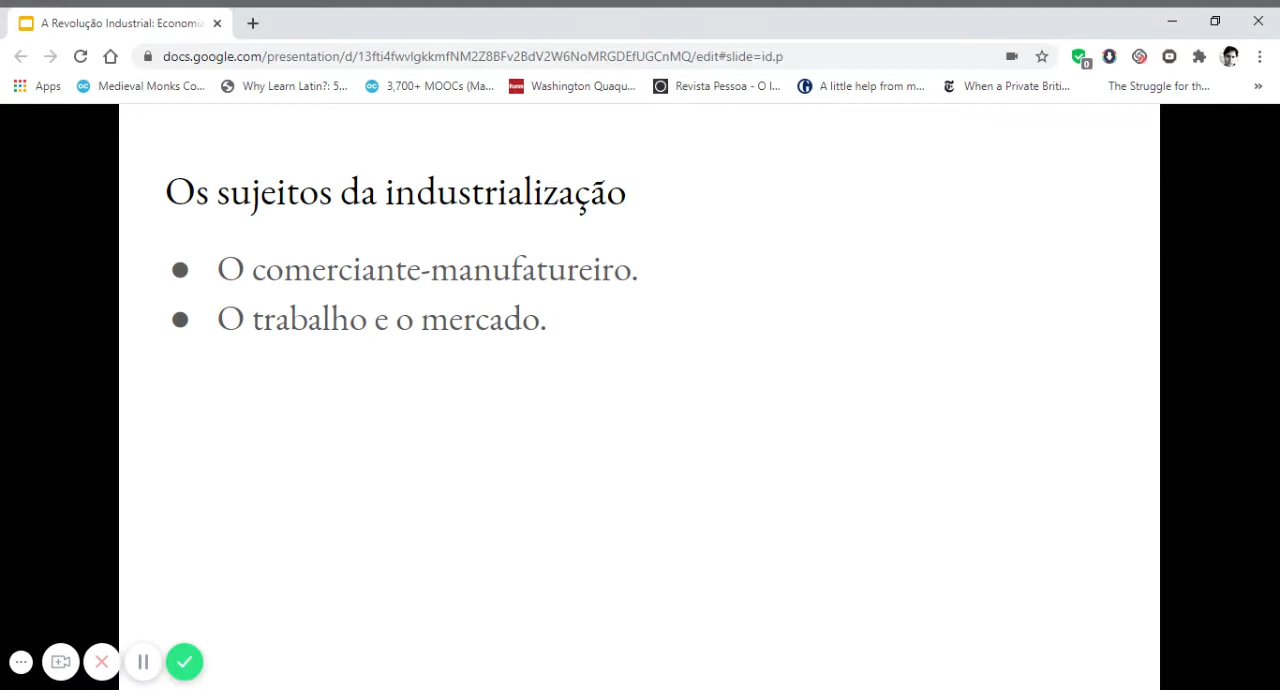 A Revolução Industrial: Economia
docs.google.com/presentation/d/13fti4fwvIgkkmfNM2Z8BFv2BdV2W6NoMRGDEfUGCnMQ/edit#slide=id.p
0
Apps
Medieval Monks Co...
Why Learn Latin?: 5...
3,700+ MOOCs (Ma...
Washington Quaqu...
Revista Pessoa - O l...
A little help from m...
When a Private Briti...
The Struggle for th...
Os sujeitos da industrialização
● O comerciante-manufatureiro.
● O trabalho e o mercado.